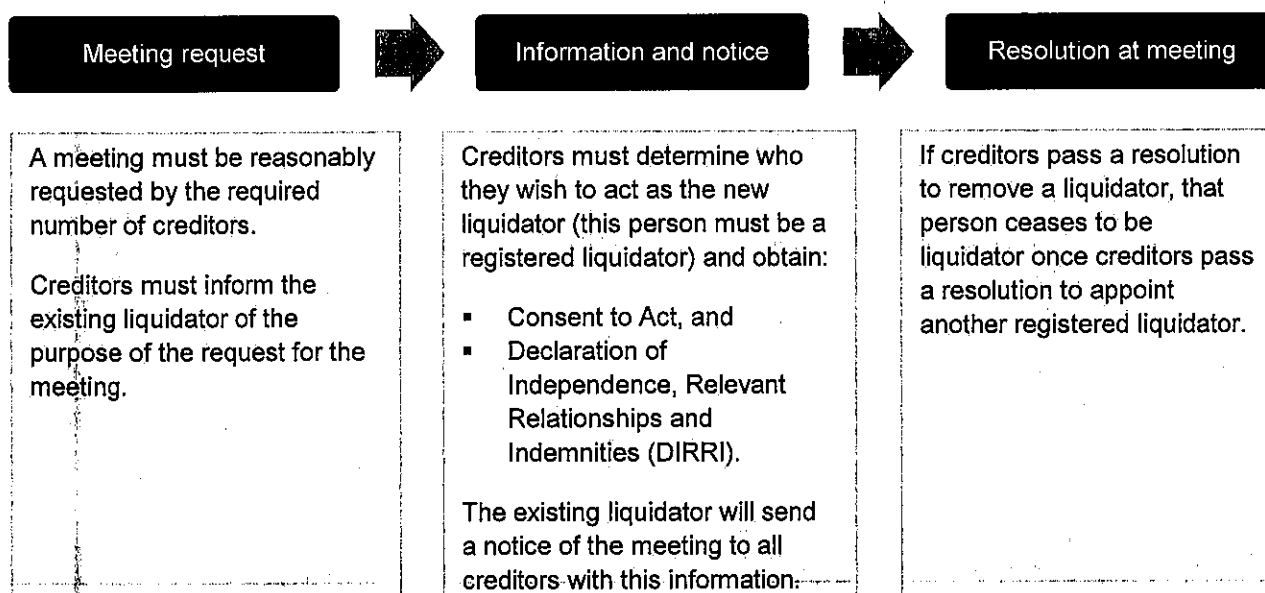 Meeting request
Information and notice
Resolution at meeting
A meeting must be reasonably
requested by the required
number of creditors.
Creditors must inform the
existing liquidator of the
purpose of the request for the
meeting.
Creditors must determine who
they wish to act as the new
liquidator (this person must be a
registered liquidator) and obtain:
▪ Consent to Act, and
▪ Declaration of
Independence, Relevant
Relationships and
Indemnities (DIRRI).
The existing liquidator will send
a notice of the meeting to all
creditors with this information.
If creditors pass a resolution
to remove a liquidator, that
person ceases to be
liquidator once creditors pass
a resolution to appoint
another registered liquidator.